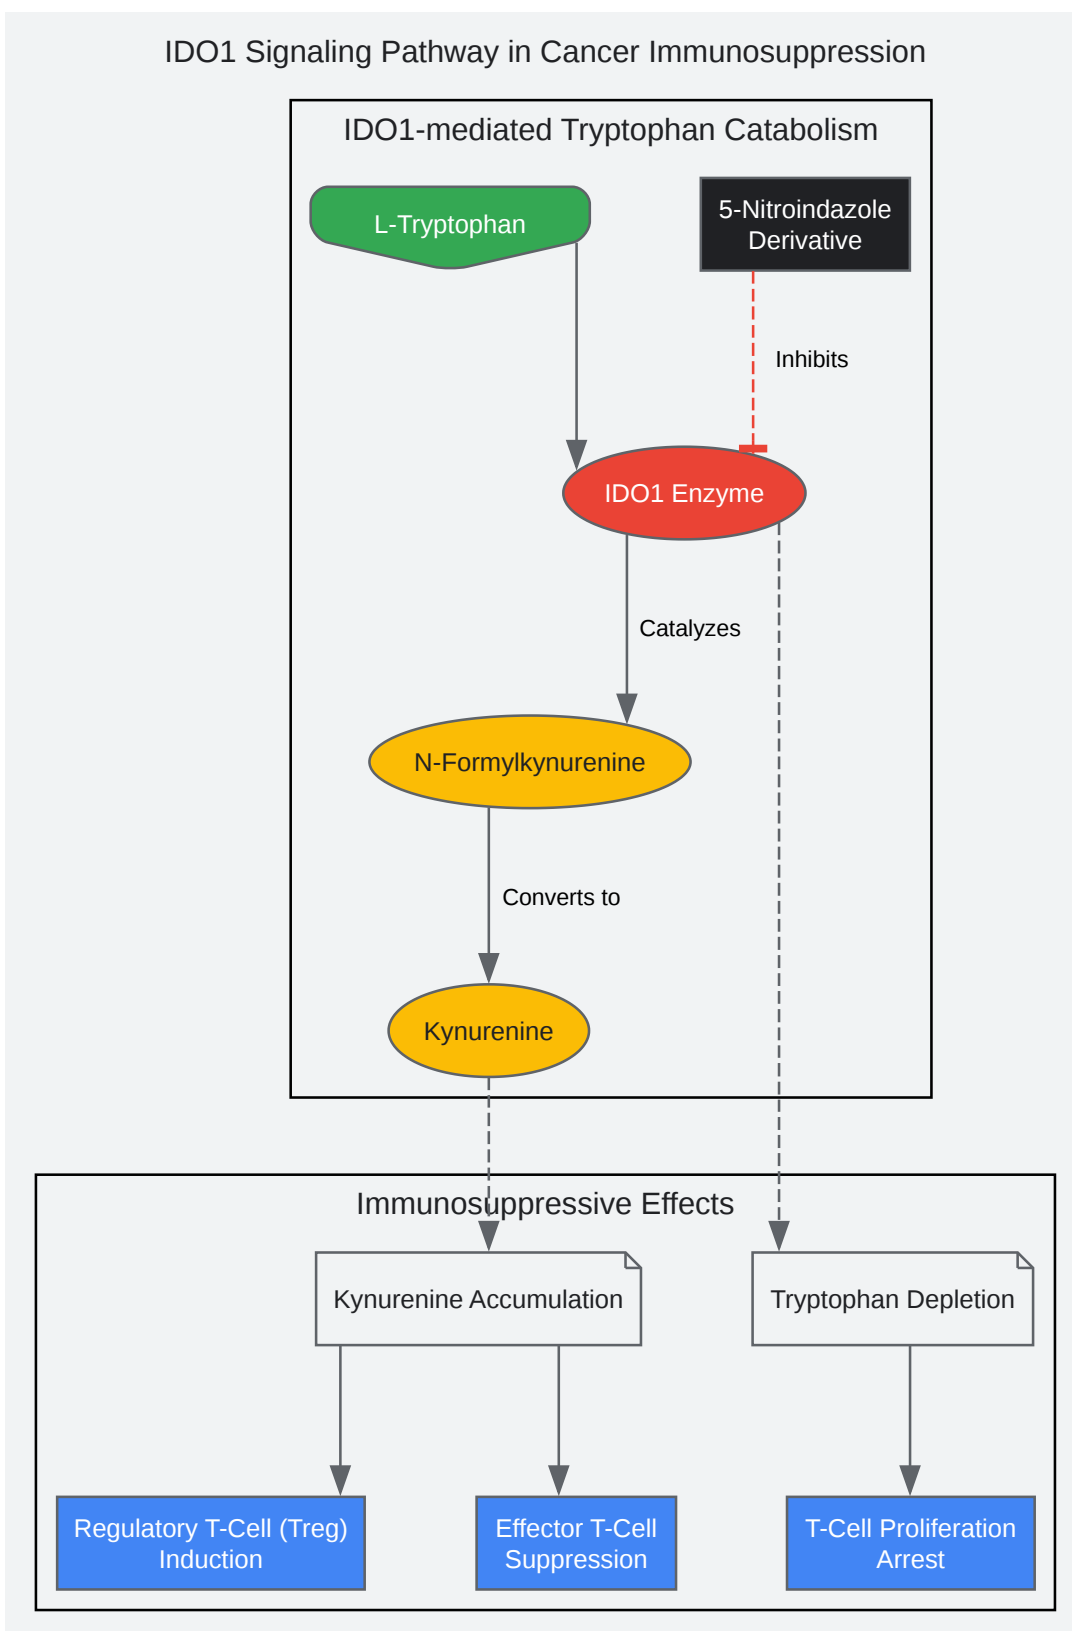 IDO1 Signaling Pathway in Cancer Immunosuppression
IDO1-mediated Tryptophan Catabolism
L-Tryptophan
5-Nitroindazole
Derivative
Inhibits
IDO1 Enzyme
Catalyzes
N-Formylkynurenine
Converts to
Kynurenine
Immunosuppressive Effects
Kynurenine Accumulation
Tryptophan Depletion
Regulatory T-Cell (Treg)
Induction
Effector T-Cell
Suppression
T-Cell Proliferation
Arrest